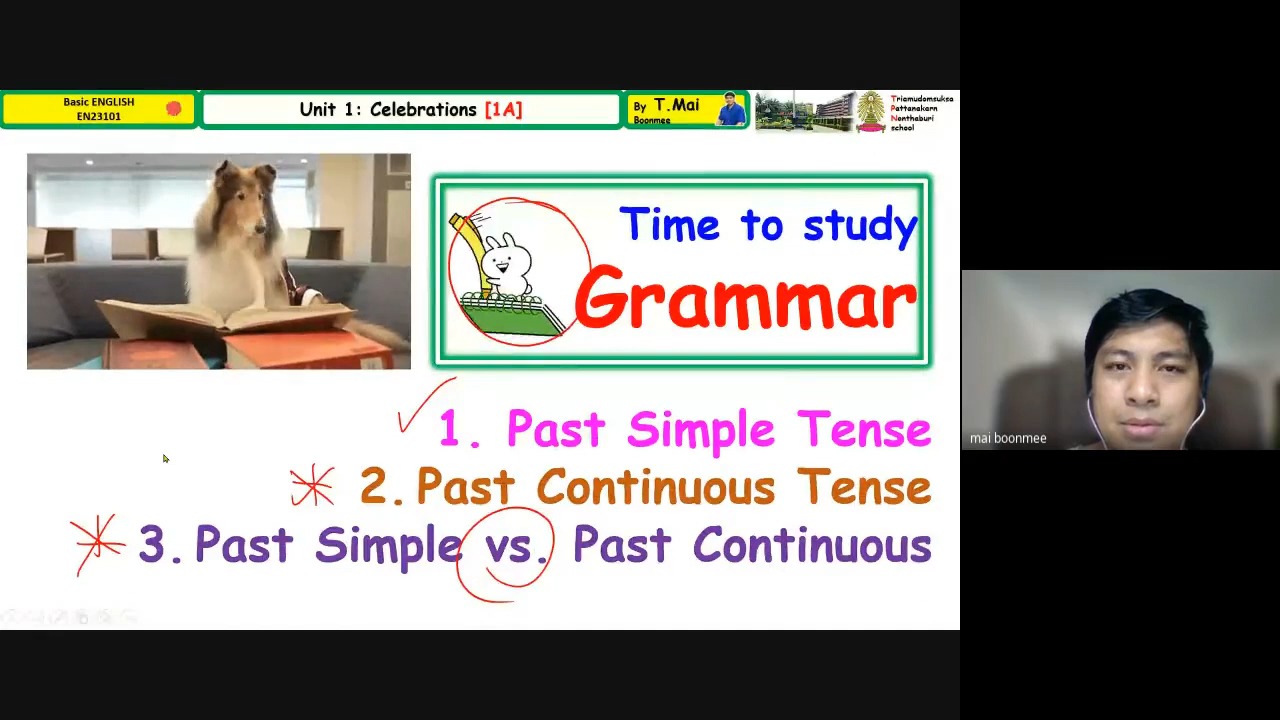 Basic ENGLISH
EN23101
Unit 1: Celebrations [1A]
By T.Mai
Boonmee
Triamudomsuksa
Pattanakarn
Nonthaburi
school
Time to study
Grammar
1. Past Simple Tense
2. Past Continuous Tense
3. Past Simple vs. Past Continuous
mai boonmee